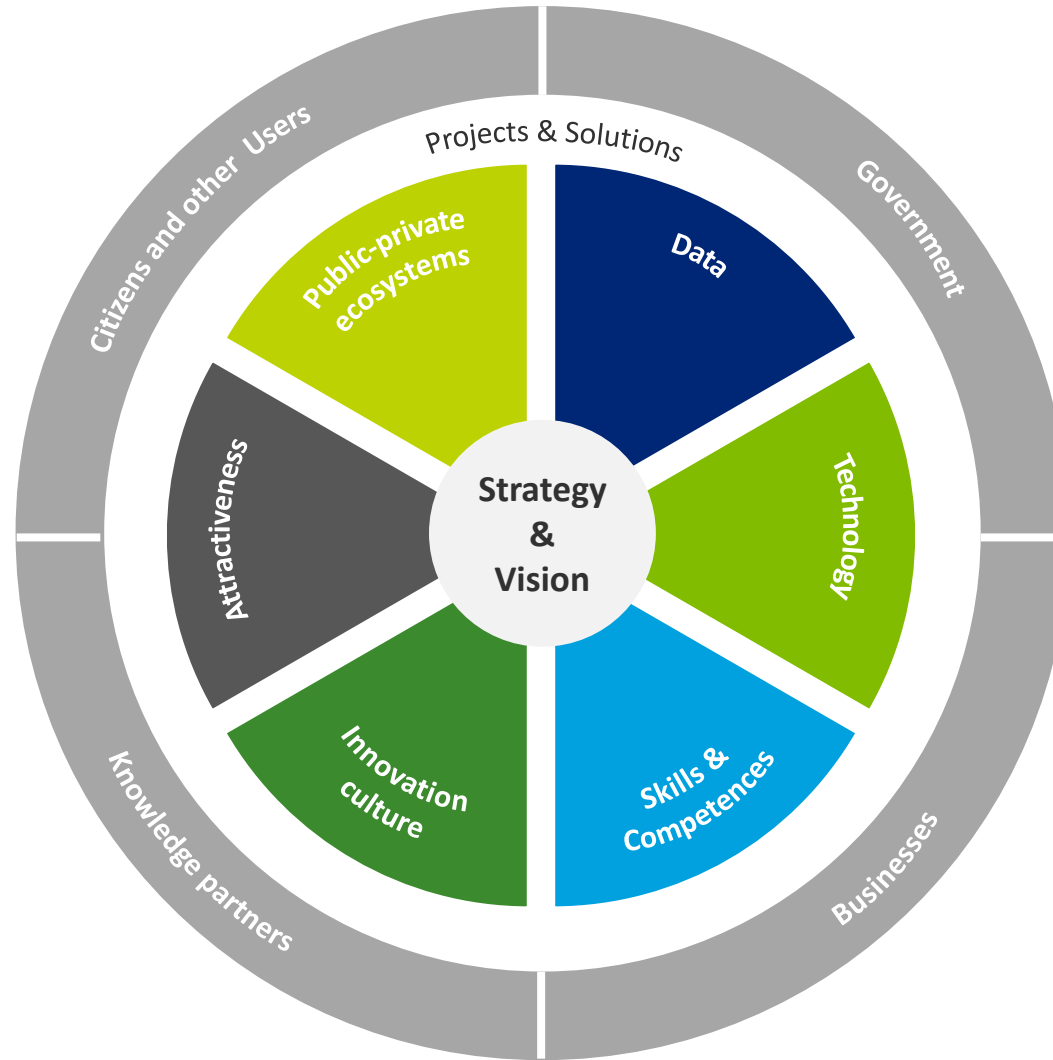 Citizens and other Users
Government
Projects & Solutions
Public-private
ecosystems
Data
Attractiveness
Strategy
&
Vision
Technology
Innovation
culture
Skills &
Competences
Knowledge partners
Businesses